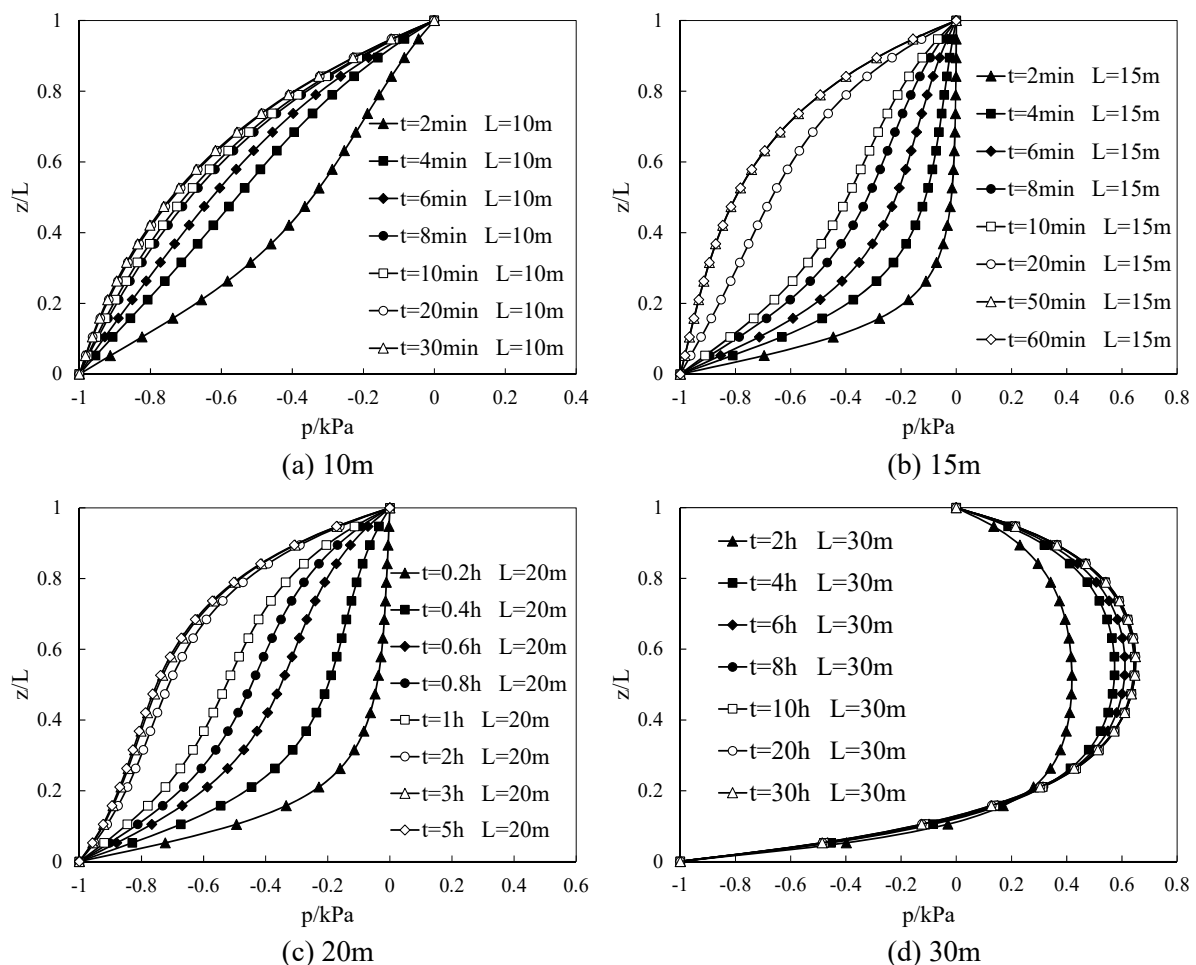 1
0.8
0.6
0.4
0.2
0
z/L
-1 -0.8 -0.6 -0.4 -0.2 0 0.2 0.4
p/kPa
t=2min L=10m
t=4min L=10m
t=6min L=10m
t=8min L=10m
t=10min L=10m
t=20min L=10m
t=30min L=10m
(a) 10m
1
0.8
0.6
0.4
0.2
0
z/L
-1 -0.8 -0.6 -0.4 -0.2 0 0.2 0.4 0.6 0.8
p/kPa
t=2min L=15m
t=4min L=15m
t=6min L=15m
t=8min L=15m
t=10min L=15m
t=20min L=15m
t=50min L=15m
t=60min L=15m
(b) 15m
1
0.8
0.6
0.4
0.2
0
z/L
-1 -0.8 -0.6 -0.4 -0.2 0 0.2 0.4 0.6
p/kPa
t=0.2h L=20m
t=0.4h L=20m
t=0.6h L=20m
t=0.8h L=20m
t=1h L=20m
t=2h L=20m
t=3h L=20m
t=5h L=20m
(c) 20m
1
0.8
0.6
0.4
0.2
0
z/L
-1 -0.8 -0.6 -0.4 -0.2 0 0.2 0.4 0.6 0.8
p/kPa
t=2h L=30m
t=4h L=30m
t=6h L=30m
t=8h L=30m
t=10h L=30m
t=20h L=30m
t=30h L=30m
(d) 30m